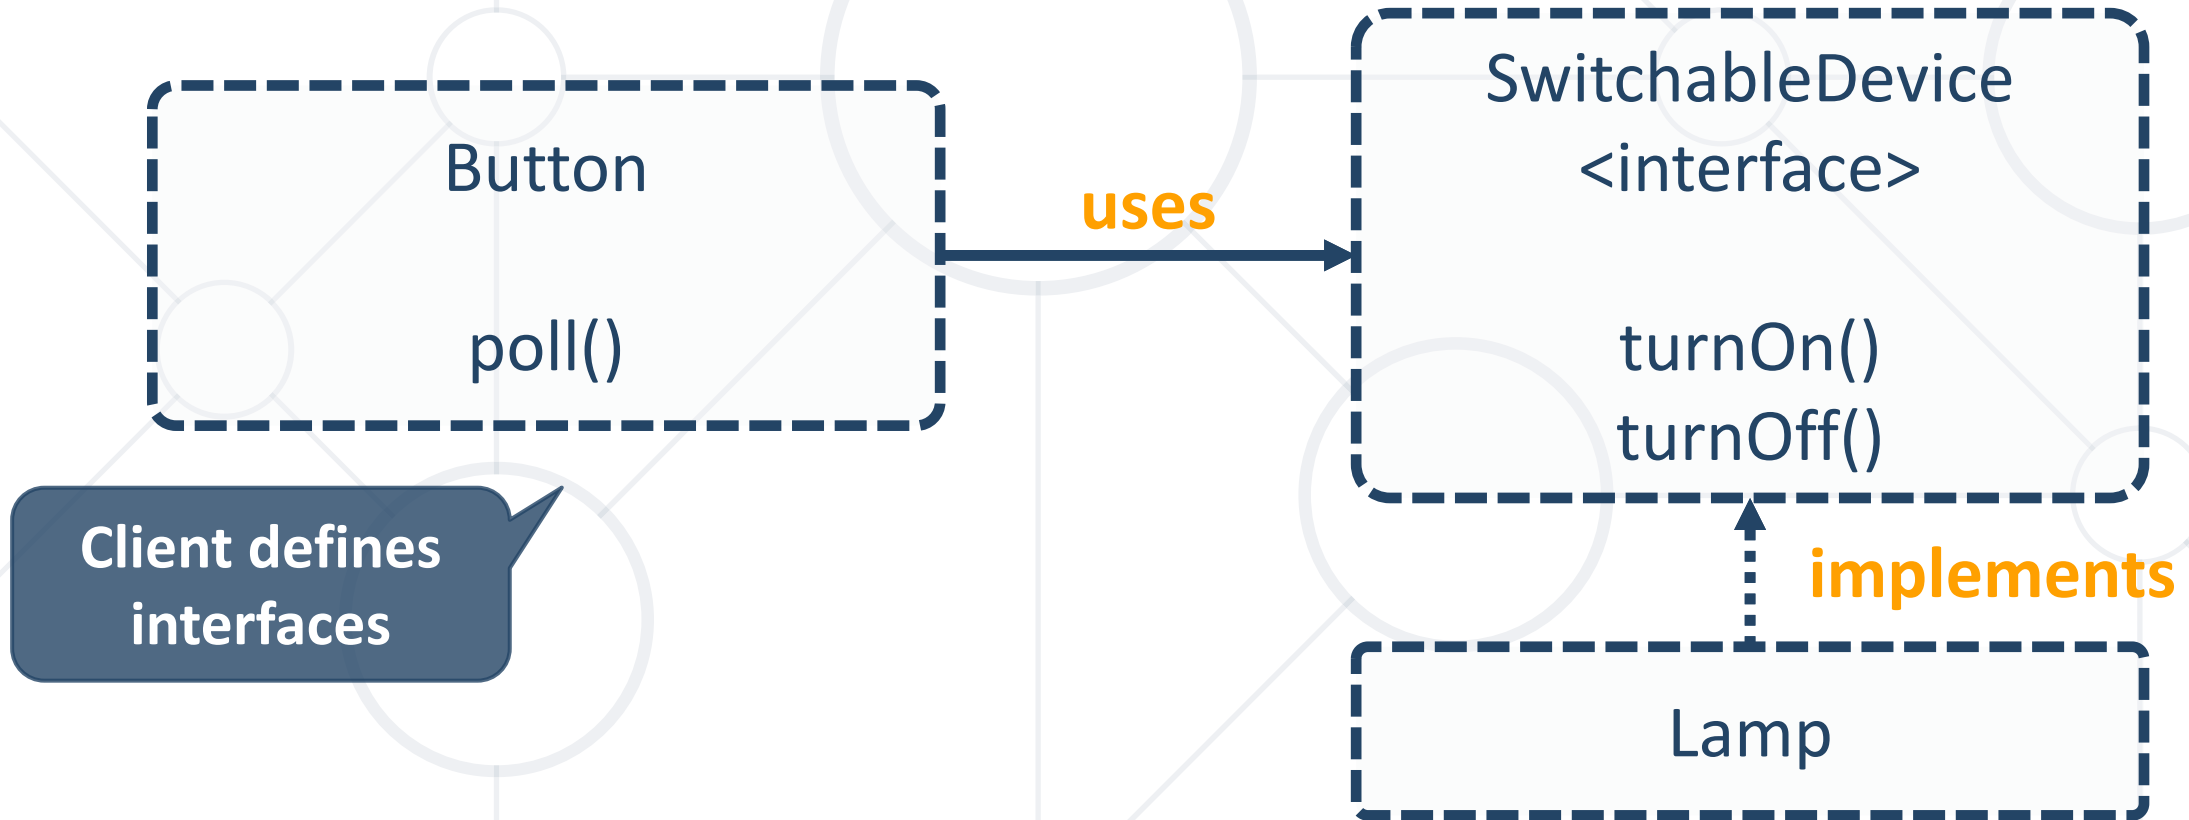 Button
poll()
uses
SwitchableDevice
<interface>
turnOn()
turnOff()
Client defines
interfaces
implements
Lamp